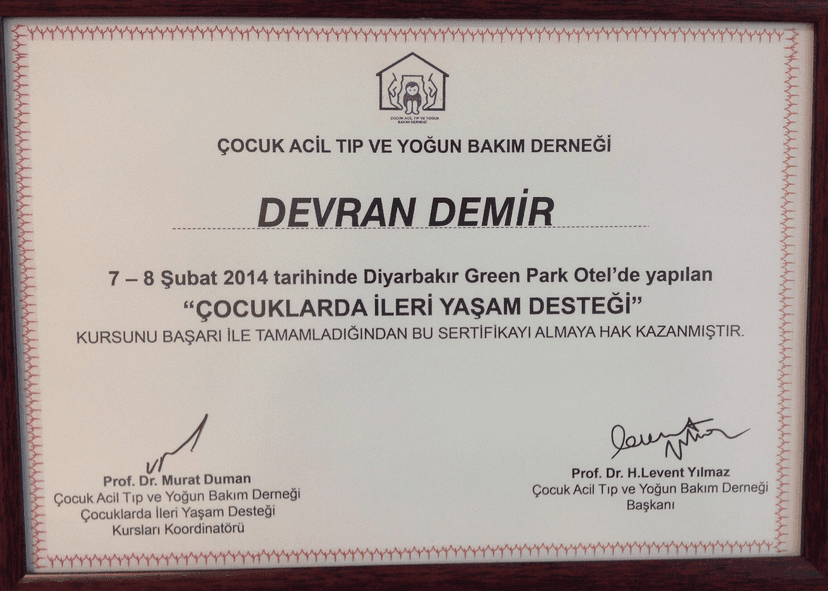 ÇOCUK ACİL TIP VE YOĞUN
BAKIM DERNEĞİ
ÇOCUK ACİL TIP VE YOĞUN BAKIM DERNEĞİ
DEVRAN DEMİR
7 – 8 Şubat 2014 tarihinde Diyarbakır Green Park Otel'de yapılan
“ÇOCUKLARDA İLERİ YAŞAM DESTEĞİ”
KURSUNU BAŞARI İLE TAMAMLADIĞINDAN BU SERTİFİKAYI ALMAYA HAK KAZANMIŞTIR.
Prof. Dr. Murat Duman
Çocuk Acil Tıp ve Yoğun Bakım Derneği
Çocuklarda İleri Yaşam Desteği
Kursları Koordinatörü
Prof. Dr. H.Levent Yılmaz
Çocuk Acil Tıp ve Yoğun Bakım Derneği
Başkanı